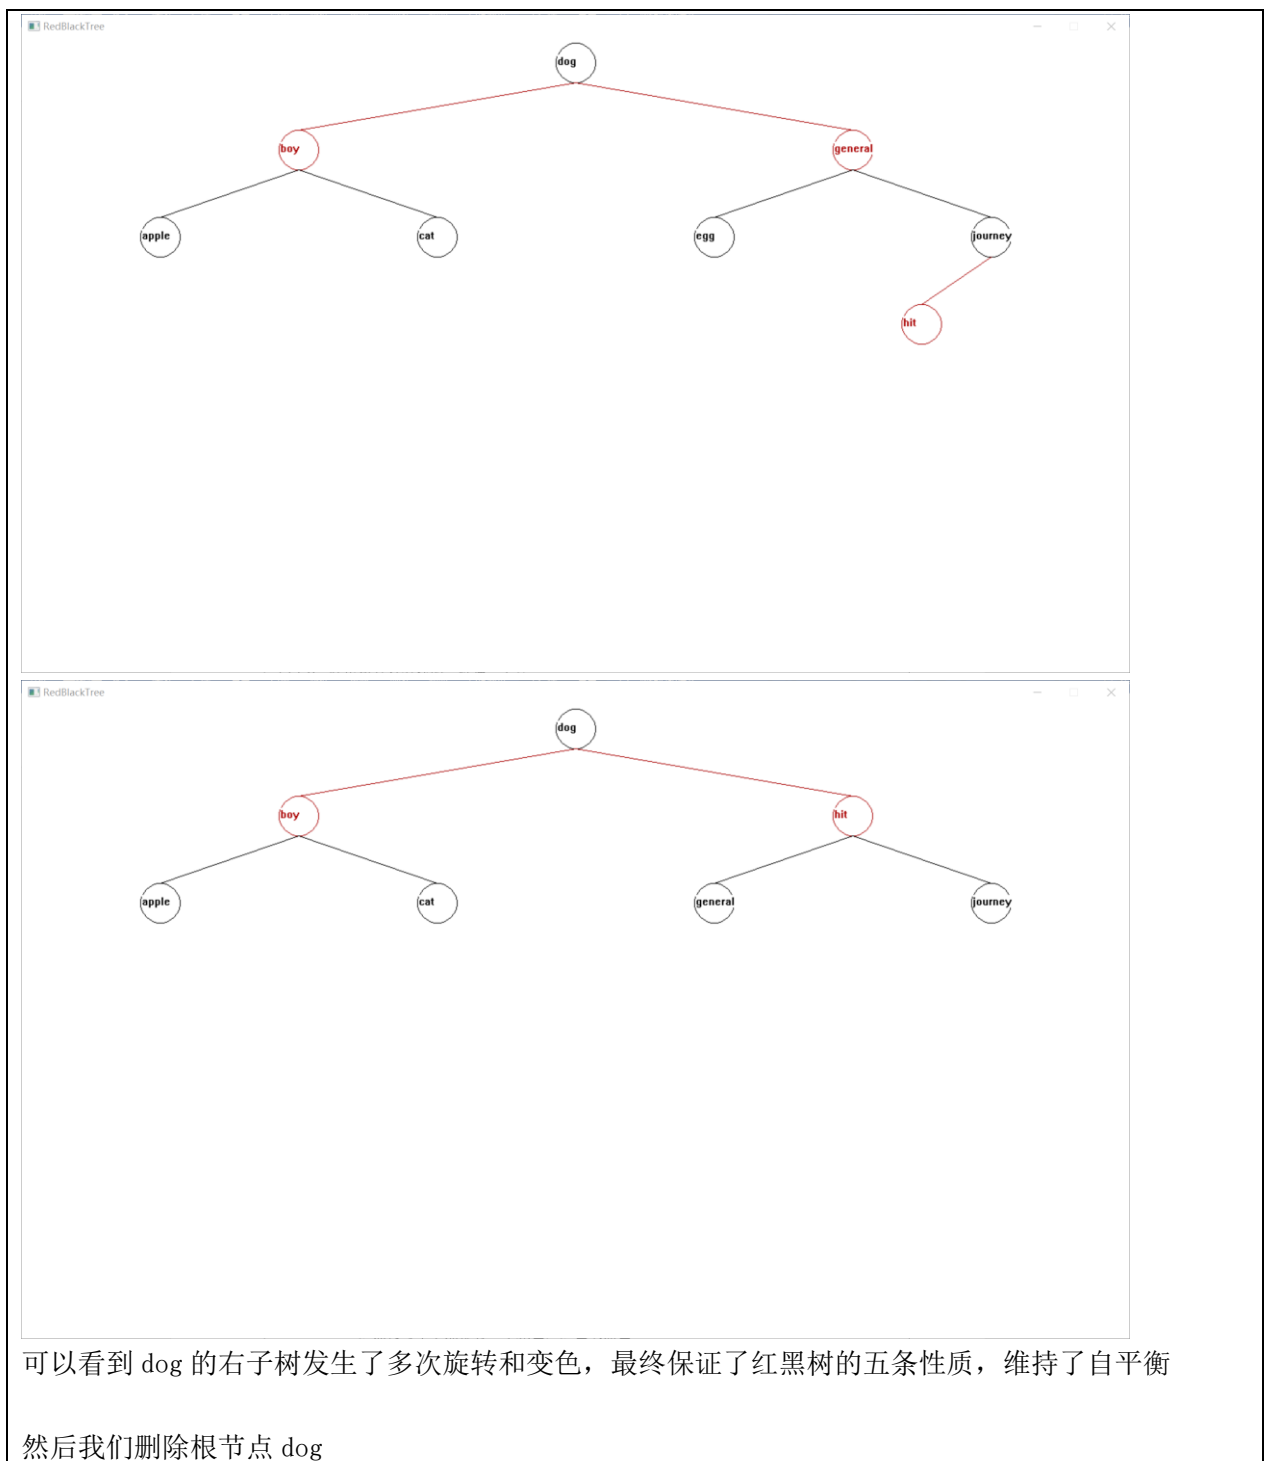 RedBlackTree
dog
boy
general
apple
cat
egg
journey
hit
RedBlackTree
dog
boy
hit
apple
cat
general
journey
可以看到 dog 的右子树发生了多次旋转和变色，最终保证了红黑树的五条性质，维持了自平衡
然后我们删除根节点 dog